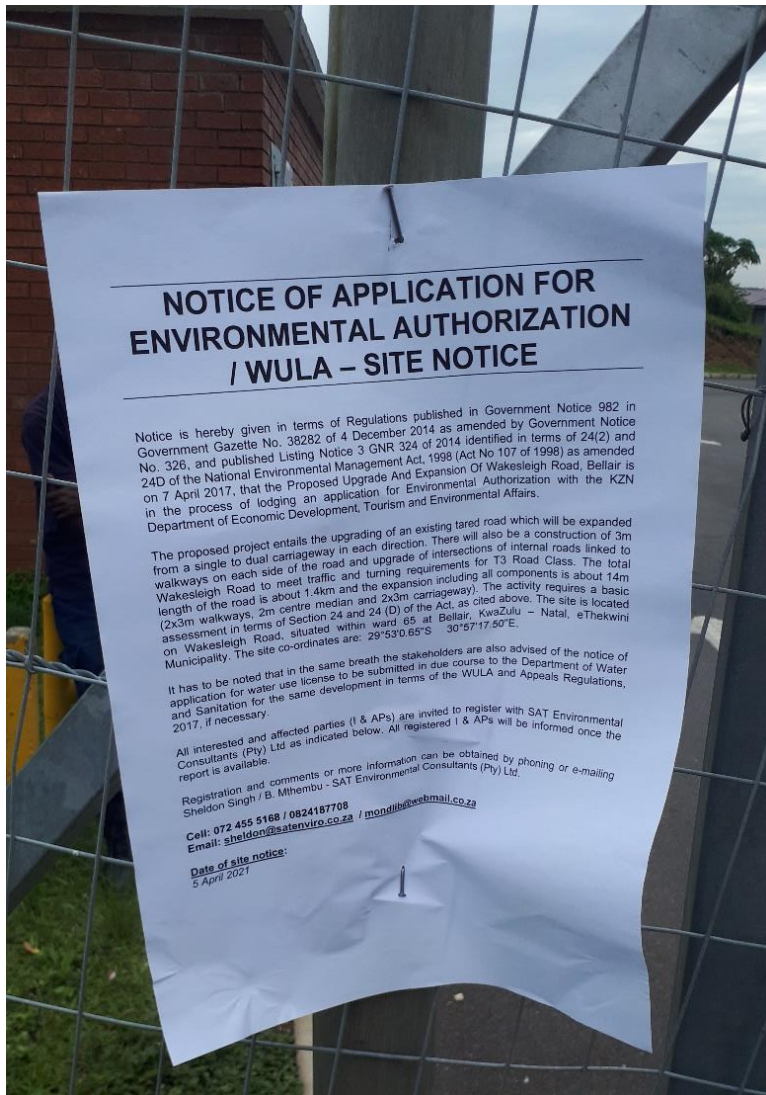 NOTICE OF APPLICATION FOR
ENVIRONMENTAL AUTHORIZATION
/ WULA – SITE NOTICE
Notice is hereby given in terms of Regulations published in Government Notice 982 in
Government Gazette No. 38282 of 4 December 2014 as amended by Government Notice
No. 326, and published Listing Notice 3 GNR 324 of 2014 identified in terms of 24(2) and
24D of the National Environmental Management Act, 1998 (Act No 107 of 1998) as amended
on 7 April 2017, that the Proposed Upgrade And Expansion Of Wakesleigh Road, Bellair is
in the process of lodging an application for Environmental Authorization with the KZN
Department of Economic Development, Tourism and Environmental Affairs.
The proposed project entails the upgrading of an existing tared road which will be expanded
from a single to dual carriageway in each direction. There will also be a construction of 3m
walkways on each side of the road and upgrade of intersections of internal roads linked to
Wakesleigh Road to meet traffic and turning requirements for T3 Road Class. The total
length of the road is about 1.4km and the expansion including all components is about 14m
(2x3m walkways, 2m centre median and 2x3m carriageway). The activity requires a basic
assessment in terms of Section 24 and 24 (D) of the Act, as cited above. The site is located
on Wakesleigh Road, situated within ward 65 at Bellair, KwaZulu – Natal, eThekwini
Municipality. The site co-ordinates are: 29°53'0.65"S 30°57'17.50"E.
It has to be noted that in the same breath the stakeholders are also advised of the notice of
application for water use license to be submitted in due course to the Department of Water
and Sanitation for the same development in terms of the WULA and Appeals Regulations,
2017, if necessary.
All interested and affected parties (I & APs) are invited to register with SAT Environmental
Consultants (Pty) Ltd as indicated below. All registered I & APs will be informed once the
report is available.
Registration and comments or more information can be obtained by phoning or e-mailing
Sheldon Singh / B. Mthembu - SAT Environmental Consultants (Pty) Ltd.
Cell: 072 455 5168 / 0824187708
Email: sheldon@satenviro.co.za / mondlib@webmail.co.za
Date of site notice:
5 April 2021